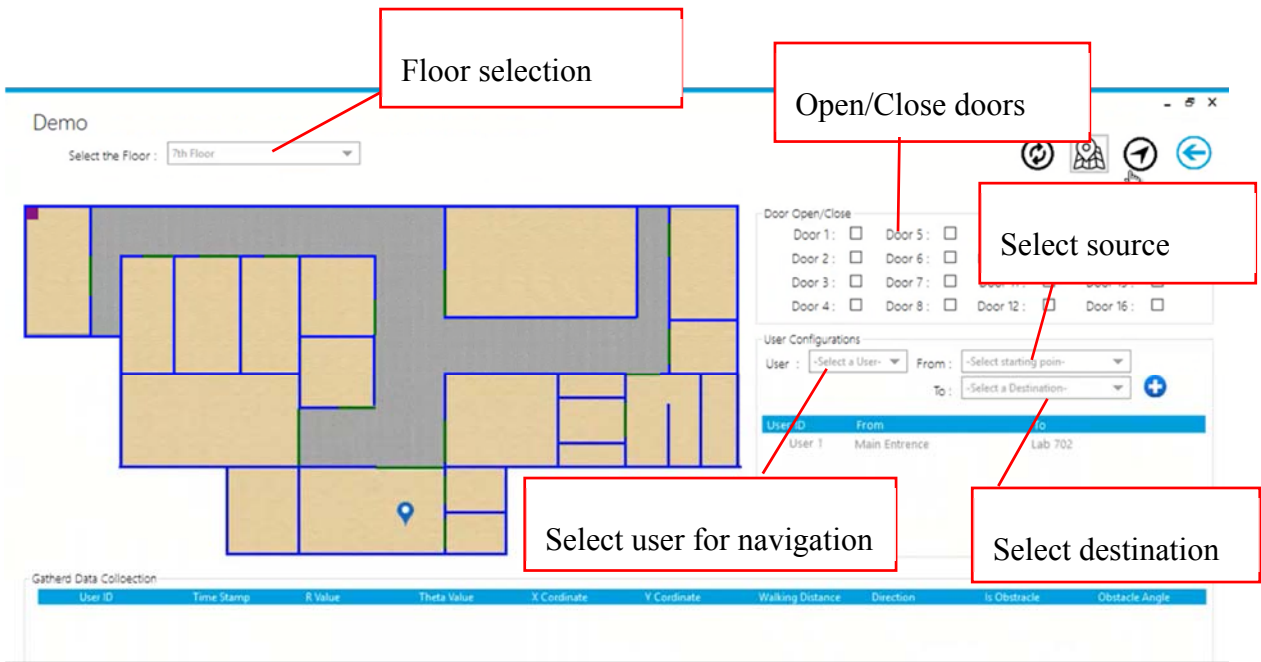 Floor selection
Open/Close doors
Demo
Select the Floor : 7th Floor
Door Open/Close
Door 1 : Door 5 :
Door 2 : Door 6 :
Select source
Door 3 : Door 7 :
Door 4 : Door 8 : Door 12 : Door 16 :
User Configurations
User : -Select a User- From : -Select starting poin-
To : -Select a Destination-
User ID From To
User 1 Main Entrence Lab 702
Select user for navigation
Select destination
Gatherd Data Colloection
User ID Time Stamp R Value Theta Value X Cordinate Y Cordinate Walking Distance Direction Is Obstracle Obstacle Angle